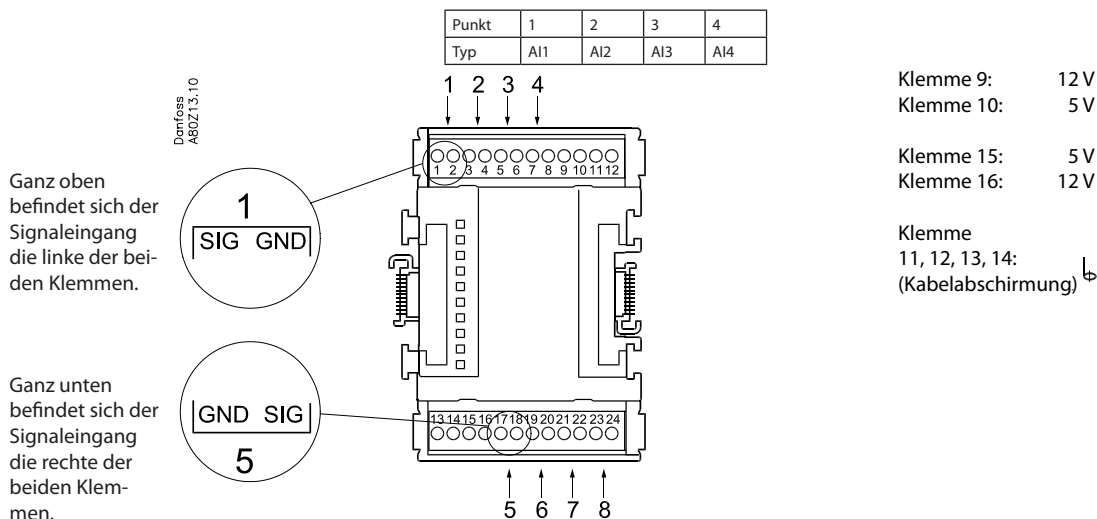 Punkt 1 2 3 4
Typ AI1 AI2 AI3 AI4
Danfoss
A80Z13.10
1 2 3 4
1 2 3 4 5 6 7 8 9 10 11 12
Ganz oben
befindet sich der
Signaleingang
die linke der bei-
den Klemmen.
1
SIG GND
Klemme 9: 12 V
Klemme 10: 5 V
Klemme 15: 5 V
Klemme 16: 12 V
Klemme
11, 12, 13, 14:
(Kabelabschirmung)
Ganz unten
befindet sich der
Signaleingang
die rechte der
beiden Klem-
men.
GND SIG
5
13 14 15 16 17 18 19 20 21 22 23 24
5 6 7 8